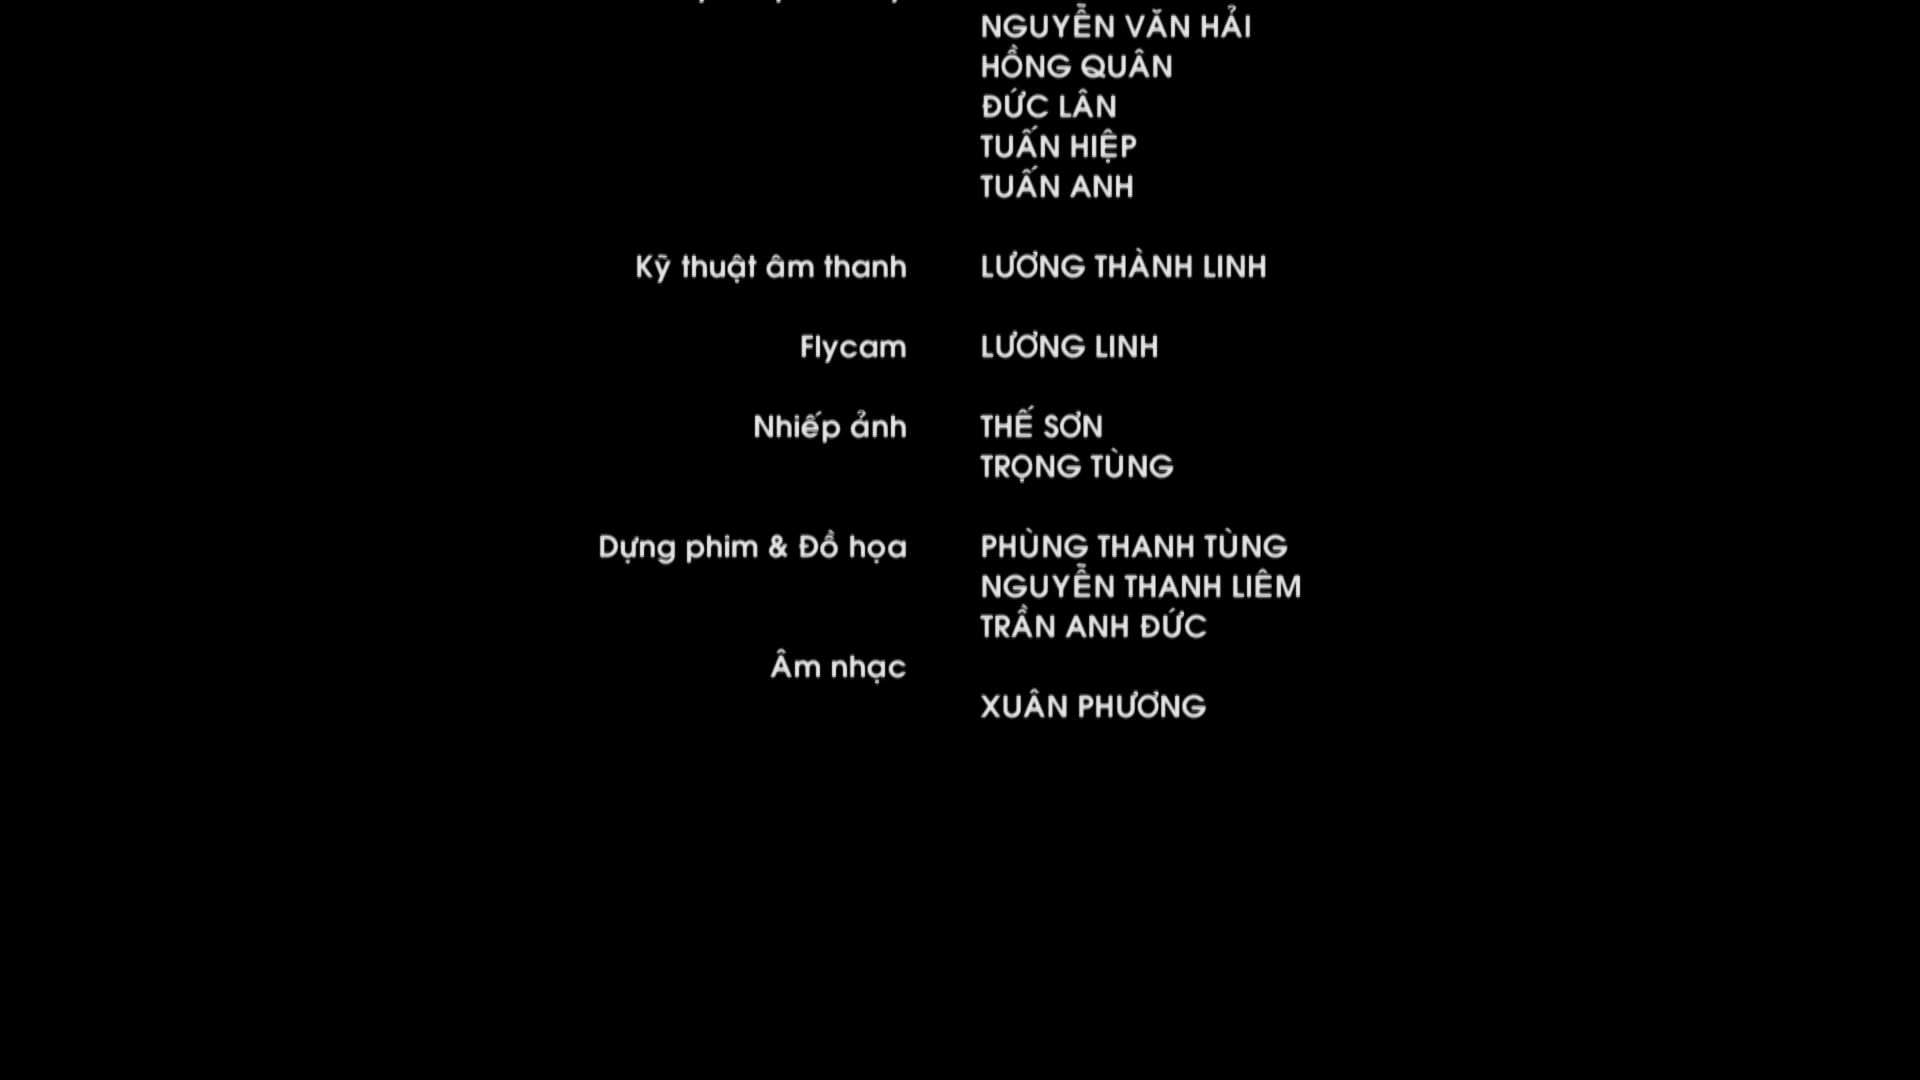 NGUYỄN VĂN HẢI
HỒNG QUÂN
ĐỨC LÂN
TUẤN HIỆP
TUẤN ANH
Kỹ thuật âm thanh LƯƠNG THÀNH LINH
Flycam LƯƠNG LINH
Nhiếp ảnh THẾ SƠN
TRỌNG TÙNG
Dựng phim & Đồ họa PHÙNG THANH TÙNG
NGUYỄN THANH LIÊM
TRẦN ANH ĐỨC
Âm nhạc
XUÂN PHƯƠNG